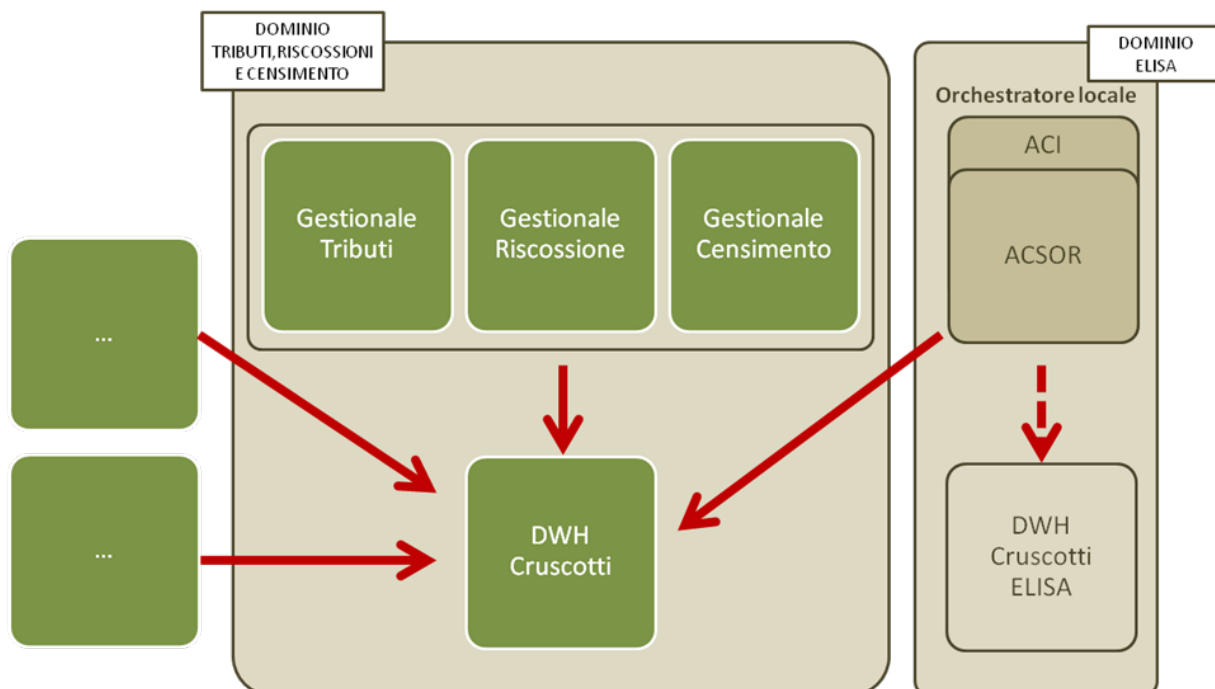 DOMINIO
TRIBUTI,RISCOSSIONI
E CENSIMENTO
DOMINIO
ELISA
Orchestratore locale
ACI
ACSOR
Gestionale
Tributi
Gestionale
Riscossione
Gestionale
Censimento
...
...
DWH
Cruscotti
DWH
Cruscotti
ELISA